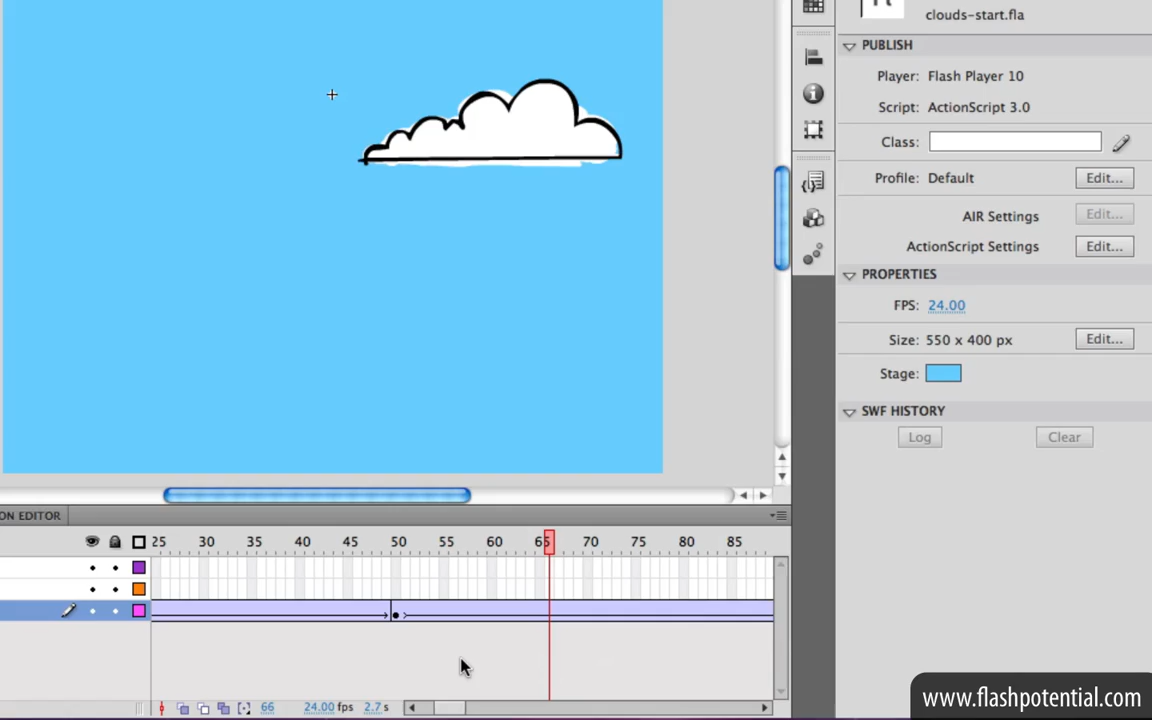 Fl
clouds-start.fla
PUBLISH
Player: Flash Player 10
Script: ActionScript 3.0
Class:
Profile: Default Edit...
AIR Settings Edit...
ActionScript Settings Edit...
PROPERTIES
FPS: 24.00
Size: 550 x 400 px Edit...
Stage:
SWF HISTORY
Log Clear
ON EDITOR
25 30 35 40 45 50 55 60 65 70 75 80 85
66 24.00 fps 2.7 s
www.flashpotential.com